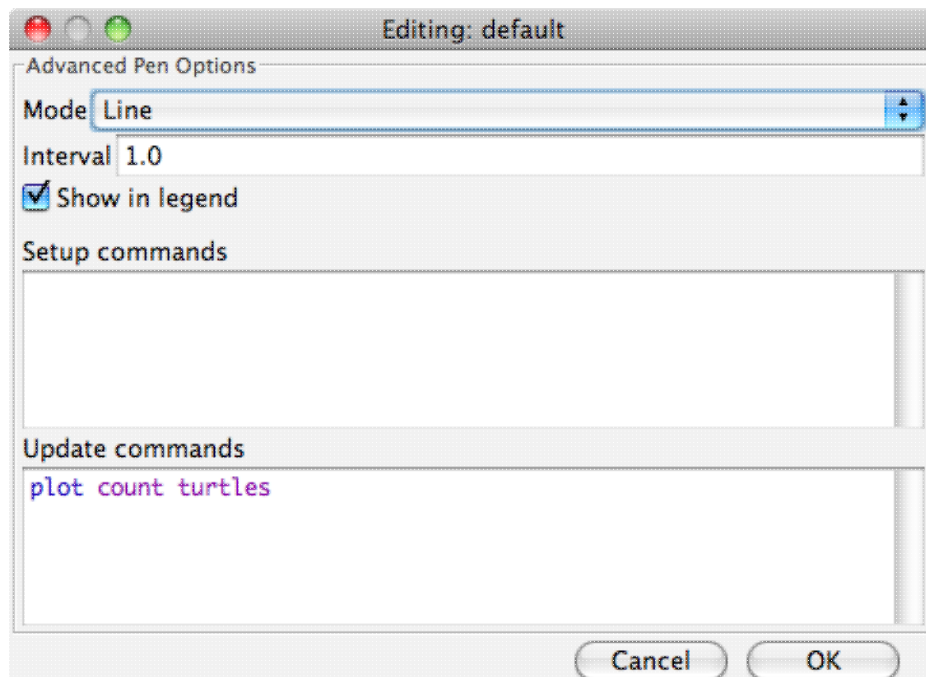 Editing: default
Advanced Pen Options
Mode Line
Interval 1.0
Show in legend
Setup commands
Update commands
plot count turtles
Cancel OK